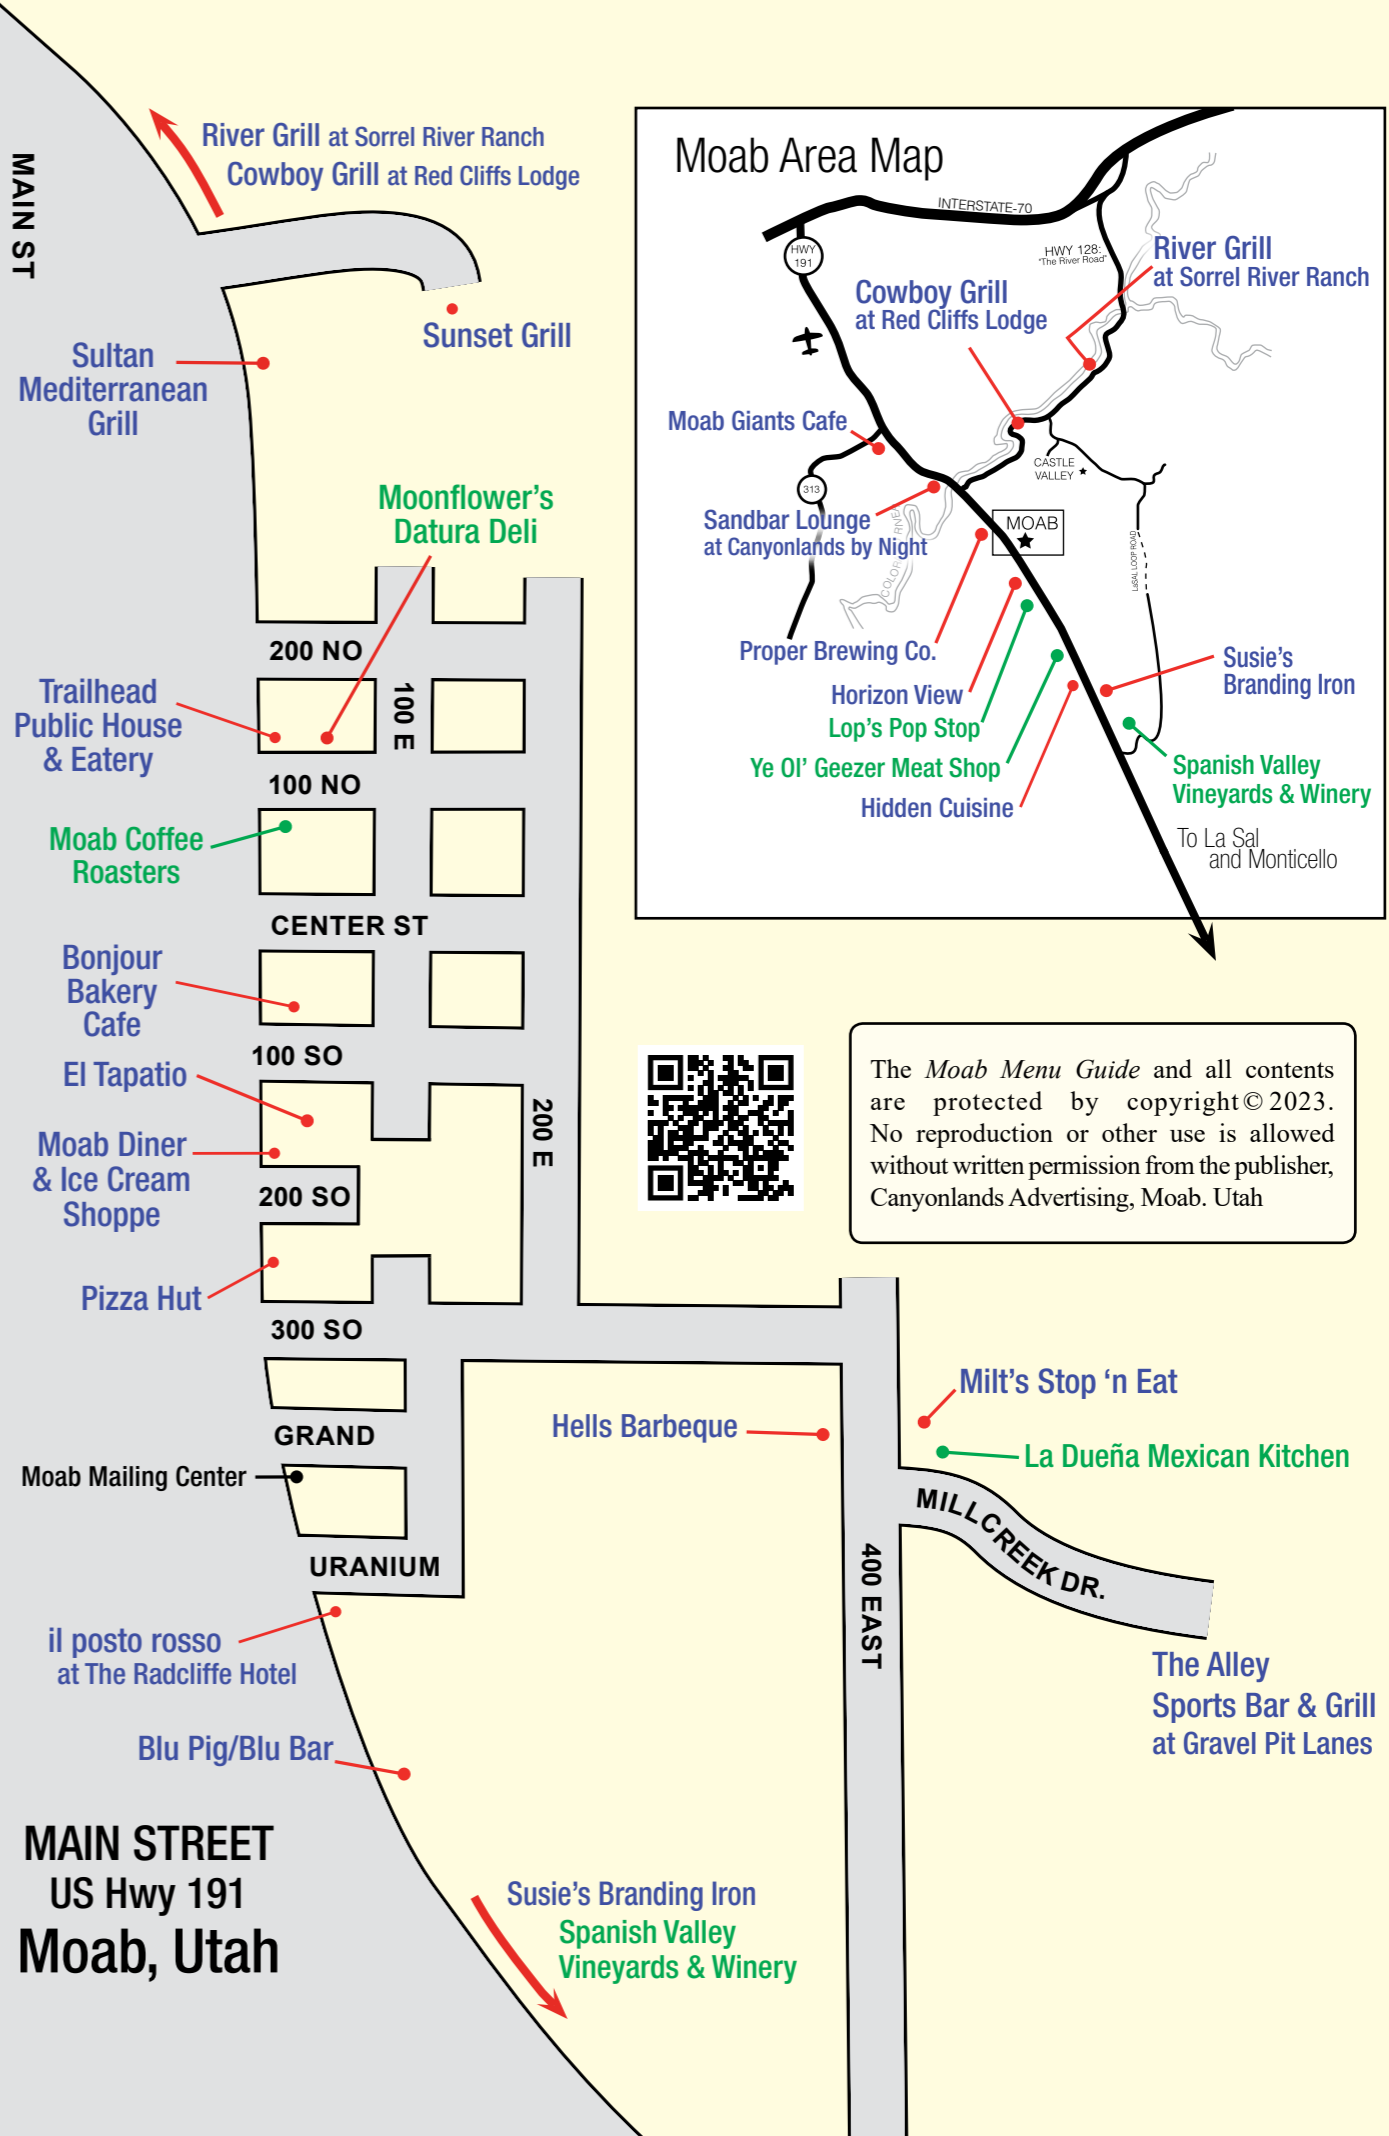 MAIN ST
River Grill at Sorrel River Ranch
Cowboy Grill at Red Cliffs Lodge
Sunset Grill
Sultan
Mediterranean
Grill
Moonflower's
Datura Deli
200 NO
100 E
Trailhead
Public House
& Eatery
100 NO
Moab Coffee
Roasters
CENTER ST
Bonjour
Bakery
Cafe
100 SO
El Tapatio
200 E
Moab Diner
& Ice Cream
Shoppe
200 SO
Pizza Hut
300 SO
GRAND
Moab Mailing Center
URANIUM
il posto rosso
at The Radcliffe Hotel
Blu Pig/Blu Bar
MAIN STREET
US Hwy 191
Moab, Utah
Susie's Branding Iron
Spanish Valley
Vineyards & Winery
Hells Barbeque
400 EAST
Milt's Stop ‘n Eat
La Dueña Mexican Kitchen
MILLCREEK DR.
The Alley
Sports Bar & Grill
at Gravel Pit Lanes
Moab Area Map
INTERSTATE-70
HWY
191
HWY 128:
"The River Road"
River Grill
at Sorrel River Ranch
Cowboy Grill
at Red Cliffs Lodge
Moab Giants Cafe
313
CASTLE
VALLEY
Sandbar Lounge
at Canyonlands by Night
MOAB
LaSAL LOOP ROAD
Proper Brewing Co.
Horizon View
Lop's Pop Stop
Ye Ol' Geezer Meat Shop
Hidden Cuisine
Susie's
Branding Iron
Spanish Valley
Vineyards & Winery
To La Sal
and Monticello
The Moab Menu Guide and all contents
are protected by copyright © 2023.
No reproduction or other use is allowed
without written permission from the publisher,
Canyonlands Advertising, Moab. Utah